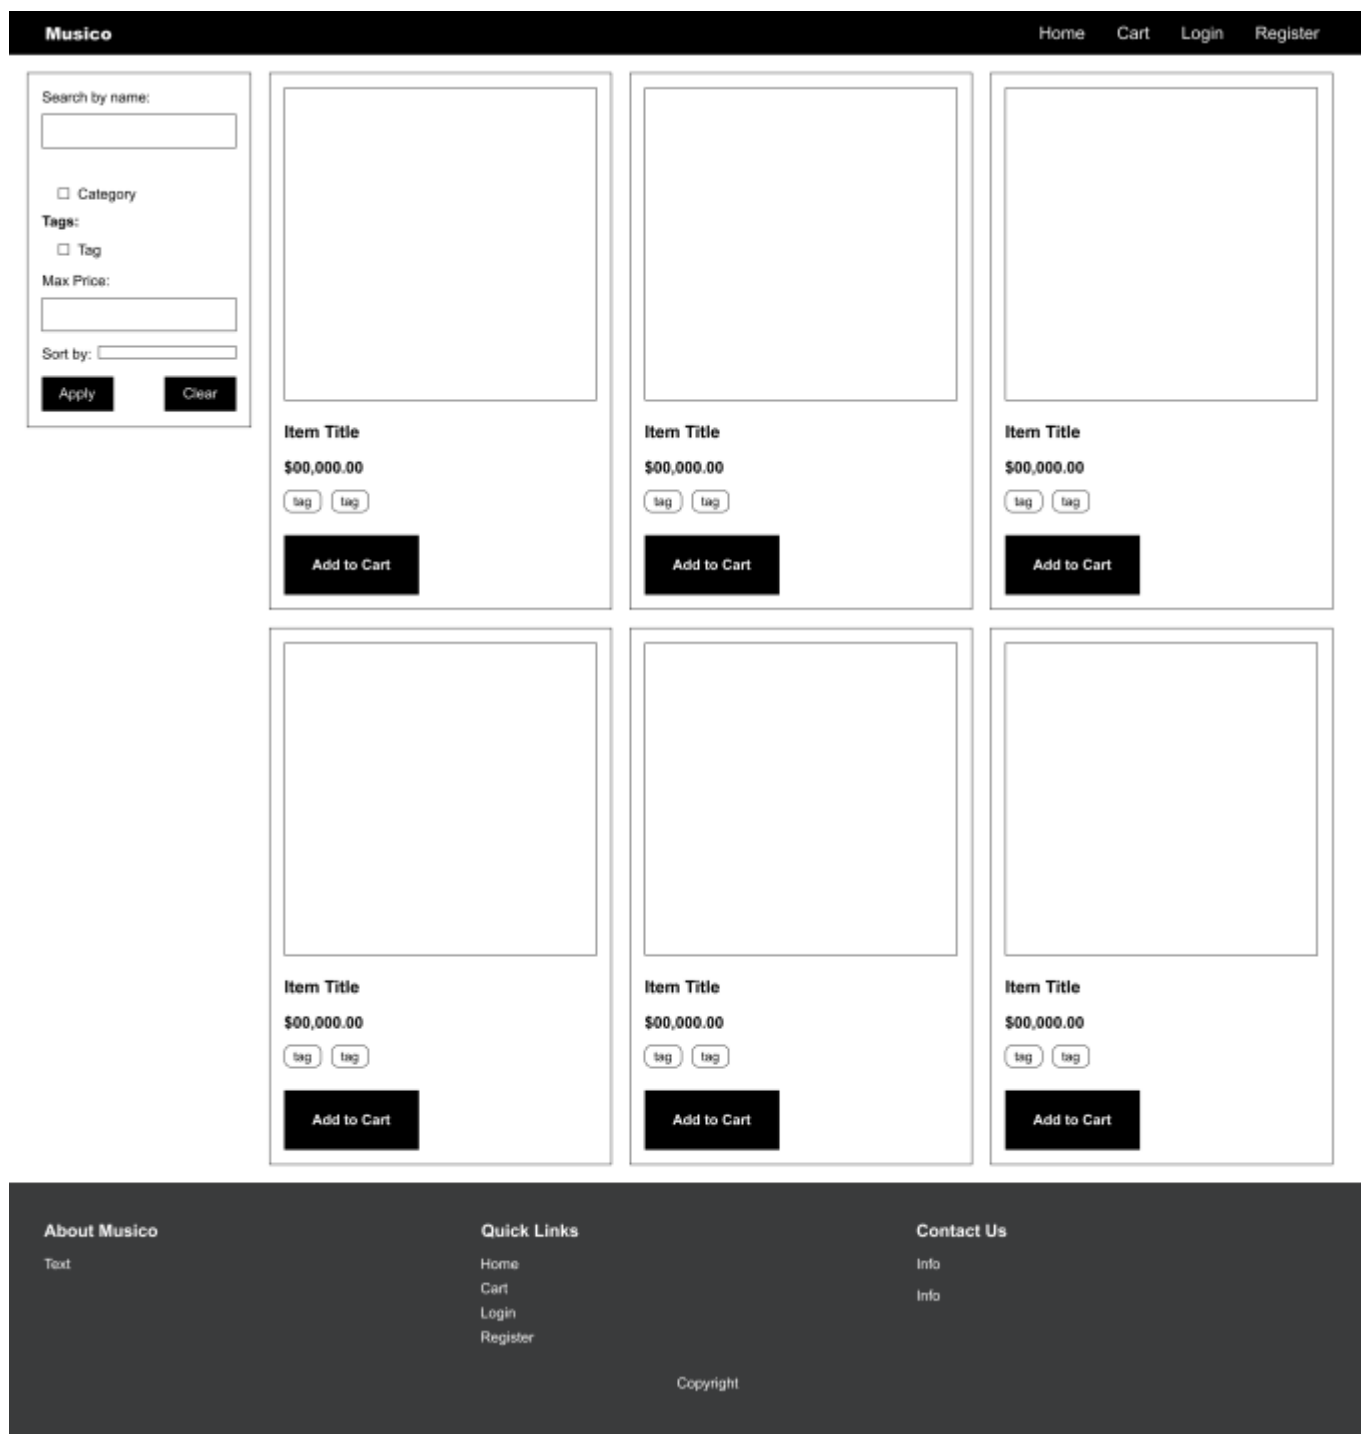 Musico
Home Cart Login Register
Search by name:
Category
Tags:
Tag
Max Price:
Sort by:
Apply Clear
Item Title
$00,000.00
tag tag
Add to Cart
Item Title
$00,000.00
tag tag
Add to Cart
Item Title
$00,000.00
tag tag
Add to Cart
Item Title
$00,000.00
tag tag
Add to Cart
Item Title
$00,000.00
tag tag
Add to Cart
Item Title
$00,000.00
tag tag
Add to Cart
About Musico
Text
Quick Links
Home
Cart
Login
Register
Contact Us
Info
Info
Copyright